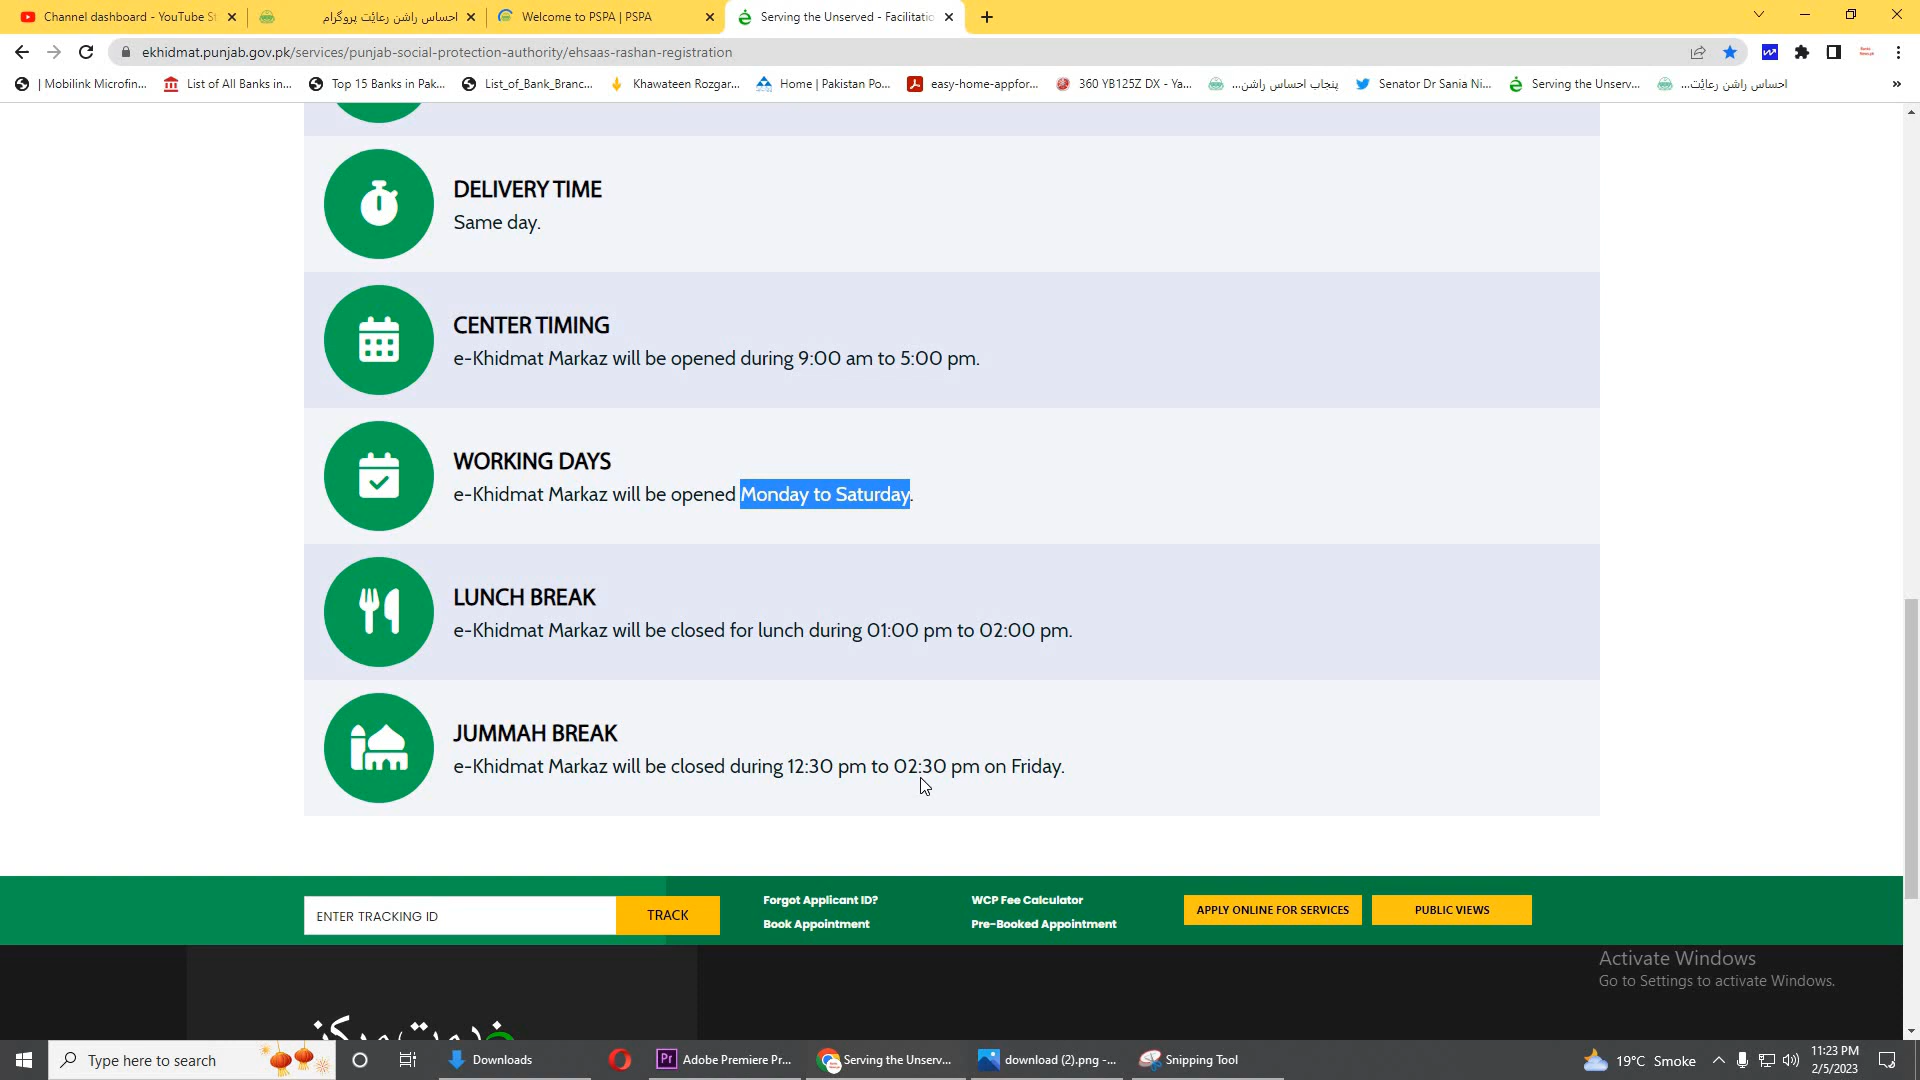 Channel dashboard - YouTube St
احساس راشن رعائت پروگرام
Welcome to PSPA | PSPA
Serving the Unserved - Facilitatio
ekhidmat.punjab.gov.pk/services/punjab-social-protection-authority/ehsaas-rashan-registration
| Mobilink Microfin...
List of All Banks in...
Top 15 Banks in Pak...
List_of_Bank_Branc...
Khawateen Rozgar...
Home | Pakistan Po...
easy-home-appfor...
360 YB125Z DX - Ya...
پنجاب احساس راشن...
Senator Dr Sania Ni...
Serving the Unserv...
احساس راشن رعائت...
»
DELIVERY TIME
Same day.
CENTER TIMING
e-Khidmat Markaz will be opened during 9:00 am to 5:00 pm.
WORKING DAYS
e-Khidmat Markaz will be opened Monday to Saturday.
LUNCH BREAK
e-Khidmat Markaz will be closed for lunch during 01:00 pm to 02:00 pm.
JUMMAH BREAK
e-Khidmat Markaz will be closed during 12:30 pm to 02:30 pm on Friday.
ENTER TRACKING ID
TRACK
Forgot Applicant ID?
WCP Fee Calculator
Book Appointment
Pre-Booked Appointment
APPLY ONLINE FOR SERVICES
PUBLIC VIEWS
Activate Windows
Go to Settings to activate Windows.
Type here to search
Downloads
Adobe Premiere Pr...
Serving the Unserv...
download (2).png -...
Snipping Tool
19°C Smoke
11:23 PM
2/5/2023